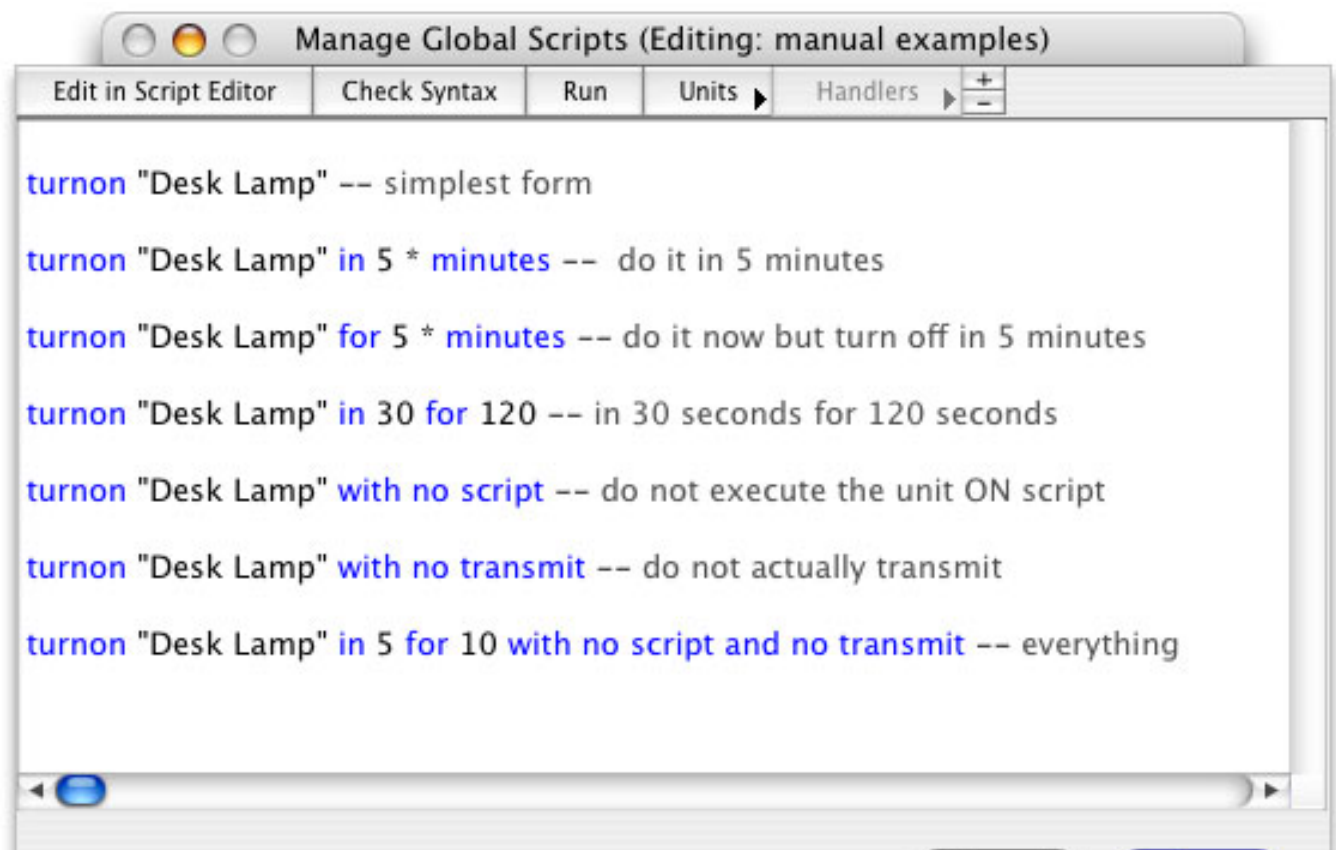 Manage Global Scripts (Editing: manual examples)
Edit in Script Editor Check Syntax Run Units Handlers + -
turnon "Desk Lamp" -- simplest form
turnon "Desk Lamp" in 5 * minutes --  do it in 5 minutes
turnon "Desk Lamp" for 5 * minutes -- do it now but turn off in 5 minutes
turnon "Desk Lamp" in 30 for 120 -- in 30 seconds for 120 seconds
turnon "Desk Lamp" with no script -- do not execute the unit ON script
turnon "Desk Lamp" with no transmit -- do not actually transmit
turnon "Desk Lamp" in 5 for 10 with no script and no transmit -- everything